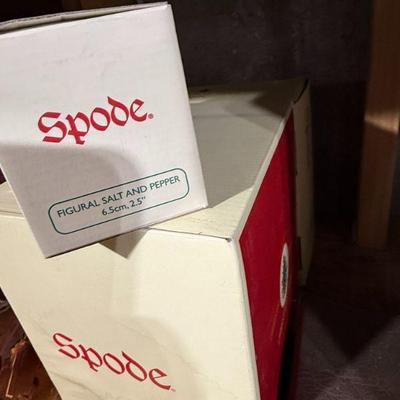 Spode®
FIGURAL SALT AND PEPPER
6.5cm, 2.5"
Spode®